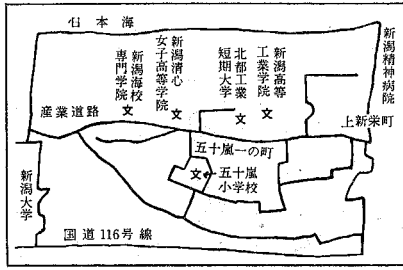 日本海
新潟精神病院
新潟高等
工業学院
北都工業
短期大学
新潟清心
女子高等学院
新潟海校
専門学院
文
文
文
文
産業道路
上新栄町
五十嵐一の町
文
五十嵐
小学校
新潟大学
国道116号線